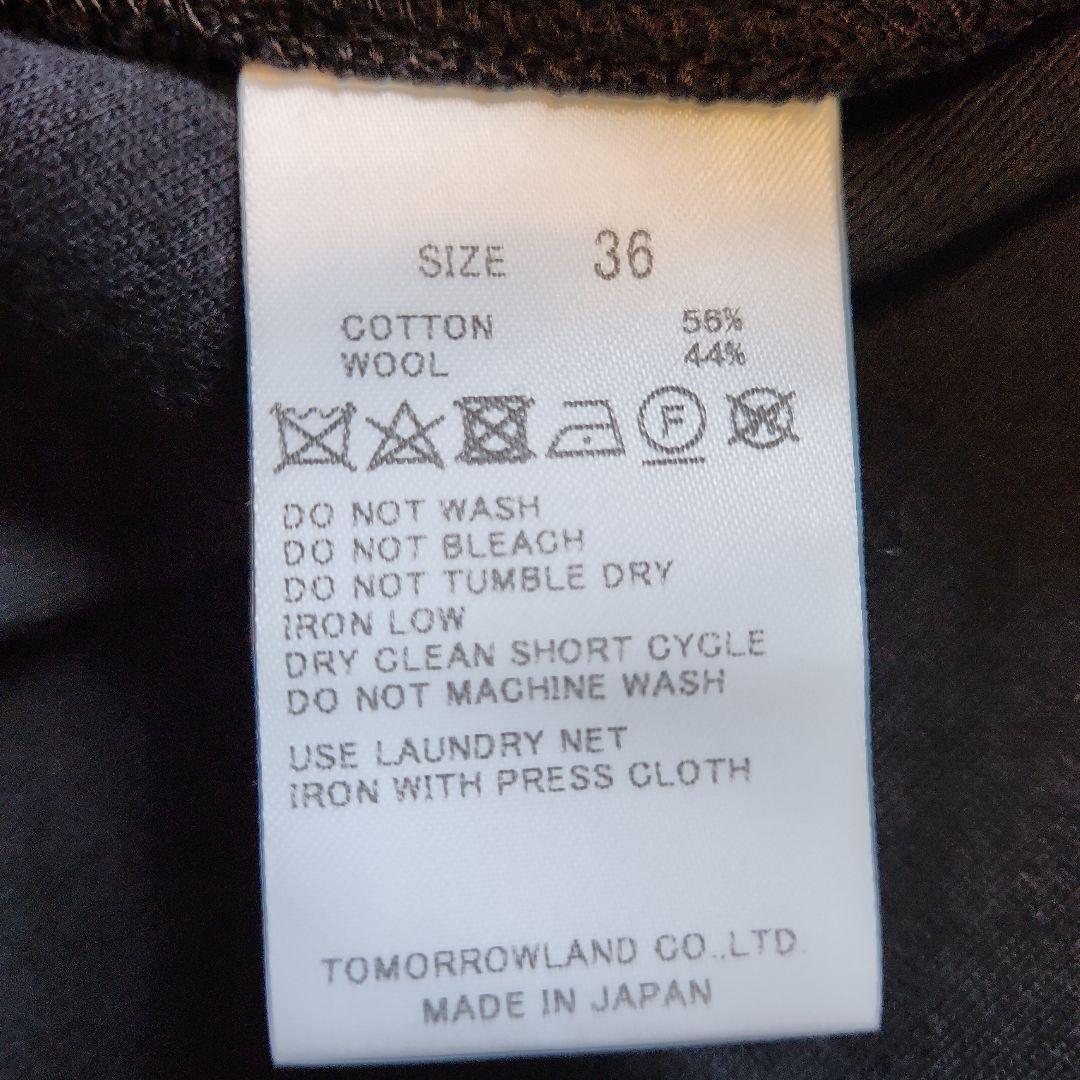 SIZE 36
COTTON 56%
WOOL 44%
F W
DO NOT WASH
DO NOT BLEACH
DO NOT TUMBLE DRY
IRON LOW
DRY CLEAN SHORT CYCLE
DO NOT MACHINE WASH
USE LAUNDRY NET
IRON WITH PRESS CLOTH
TOMORROWLAND CO.,LTD.
MADE IN JAPAN